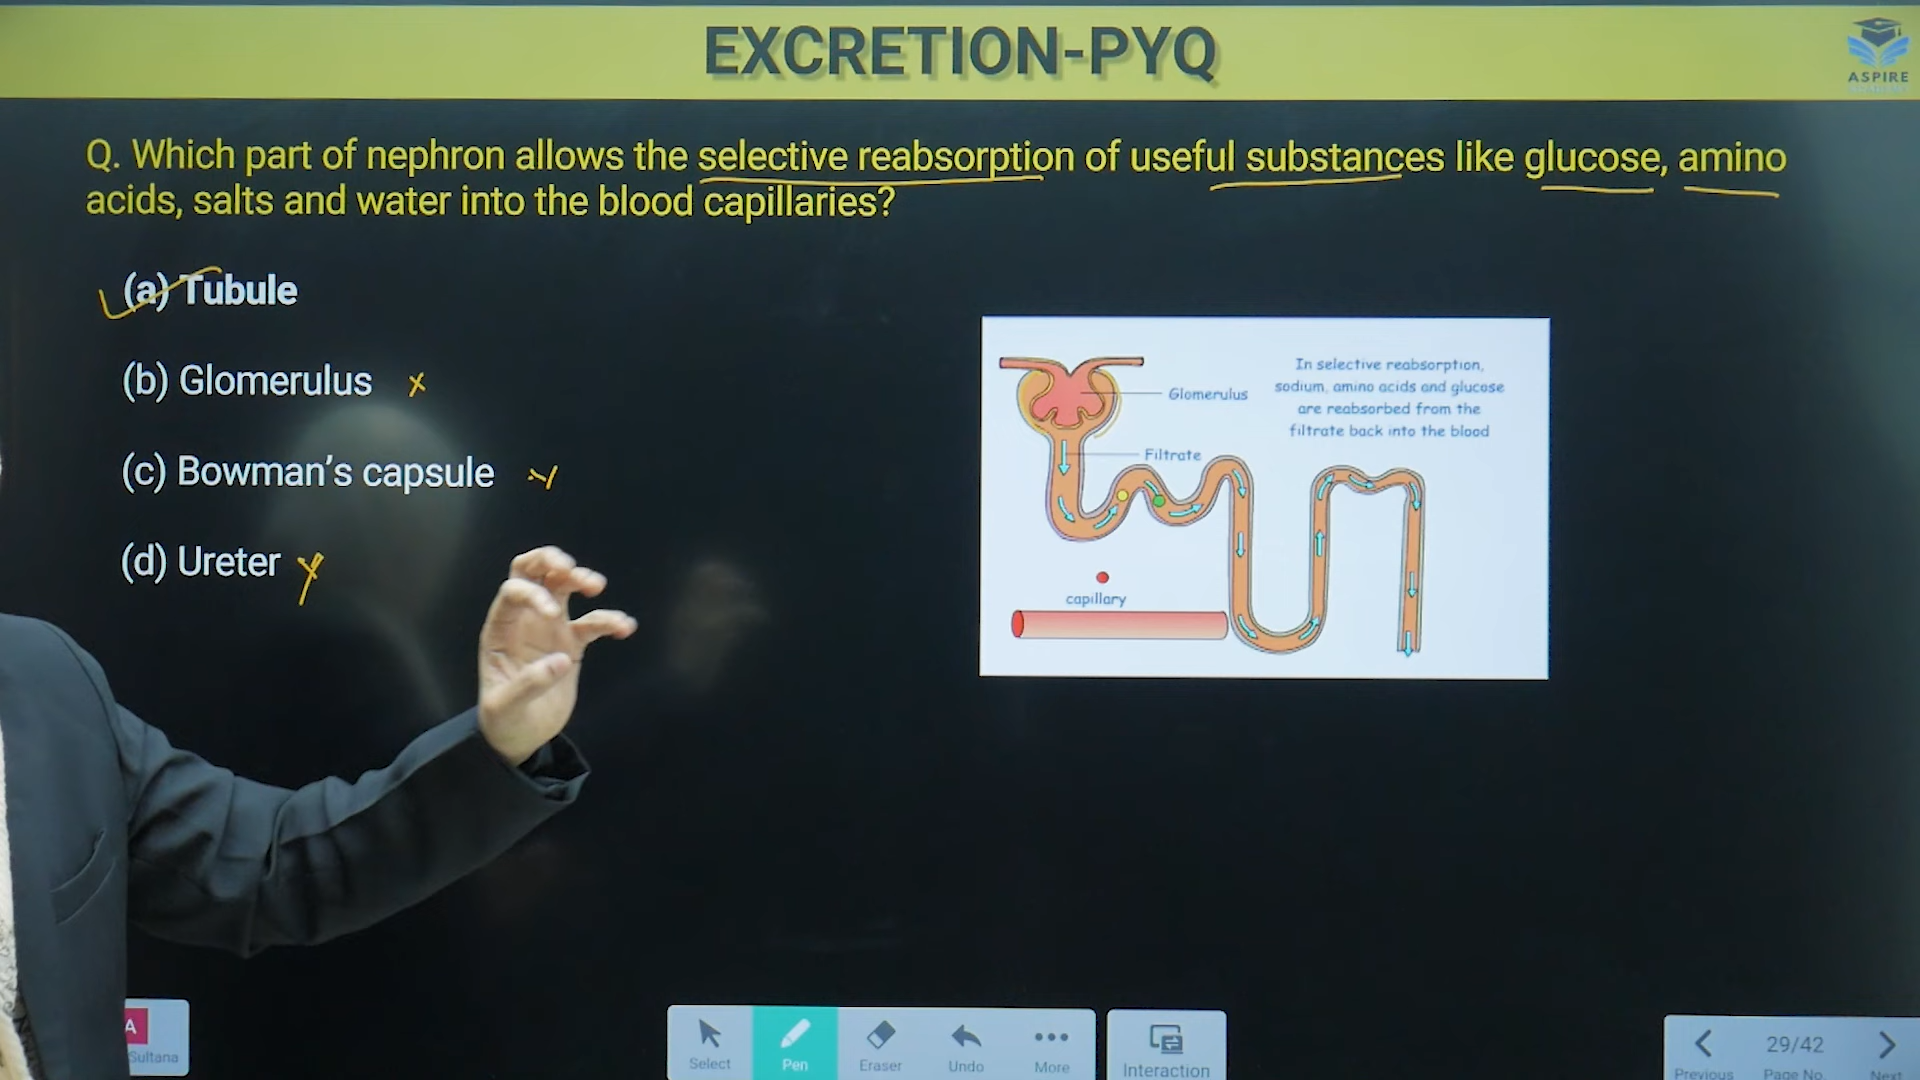 EXCRETION-PYQ
ASPIRE
Q. Which part of nephron allows the selective reabsorption of useful substances like glucose, amino
acids, salts and water into the blood capillaries?
(a) Tubule
(b) Glomerulus
(c) Bowman's capsule
(d) Ureter
In selective reabsorption,
sodium, amino acids and glucose
are reabsorbed from the
filtrate back into the blood
Glomerulus
Filtrate
capillary
A
Sultana
Select
Pen
Eraser
Undo
More
Interaction
29/42
Previous
Page No.
Next